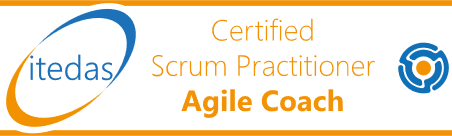 itedas
Certified
Scrum Practitioner
Agile Coach